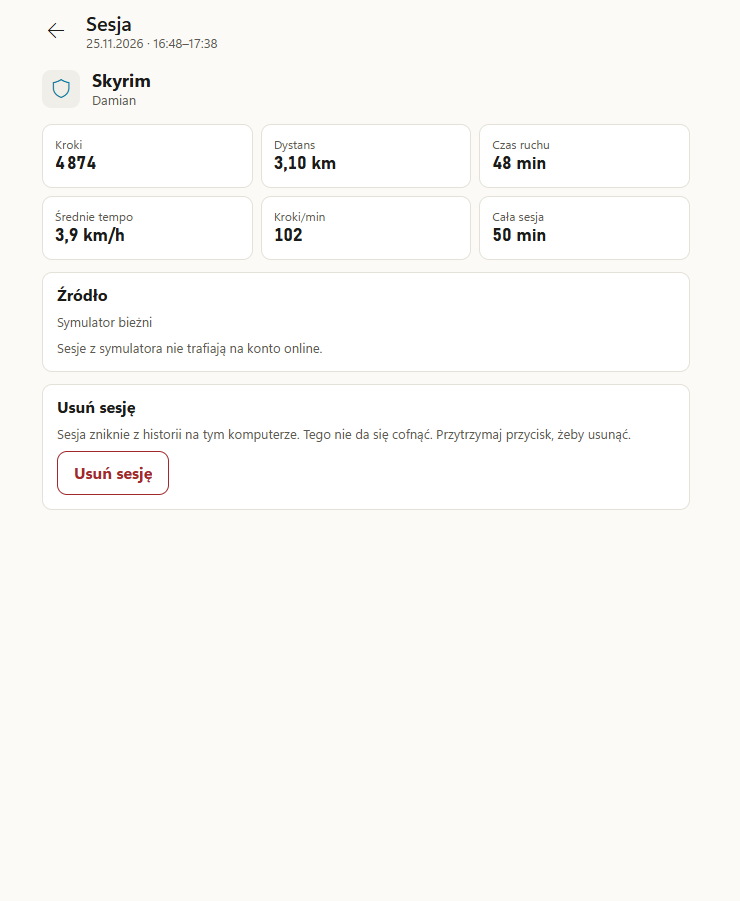 Sesja
25.11.2026 · 16:48–17:38
Skyrim
Damian
Kroki
4 874
Dystans
3,10 km
Czas ruchu
48 min
Średnie tempo
3,9 km/h
Kroki/min
102
Cała sesja
50 min
Źródło
Symulator bieżni
Sesje z symulatora nie trafiają na konto online.
Usuń sesję
Sesja zniknie z historii na tym komputerze. Tego nie da się cofnąć. Przytrzymaj przycisk, żeby usunąć.
Usuń sesję